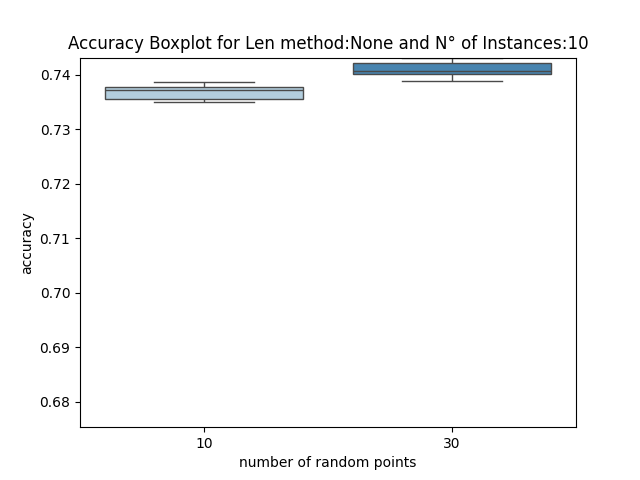 Accuracy Boxplot for Len method:None and N° of Instances:10
0.74
0.73
0.72
0.71
0.70
0.69
0.68
accuracy
10 30
number of random points